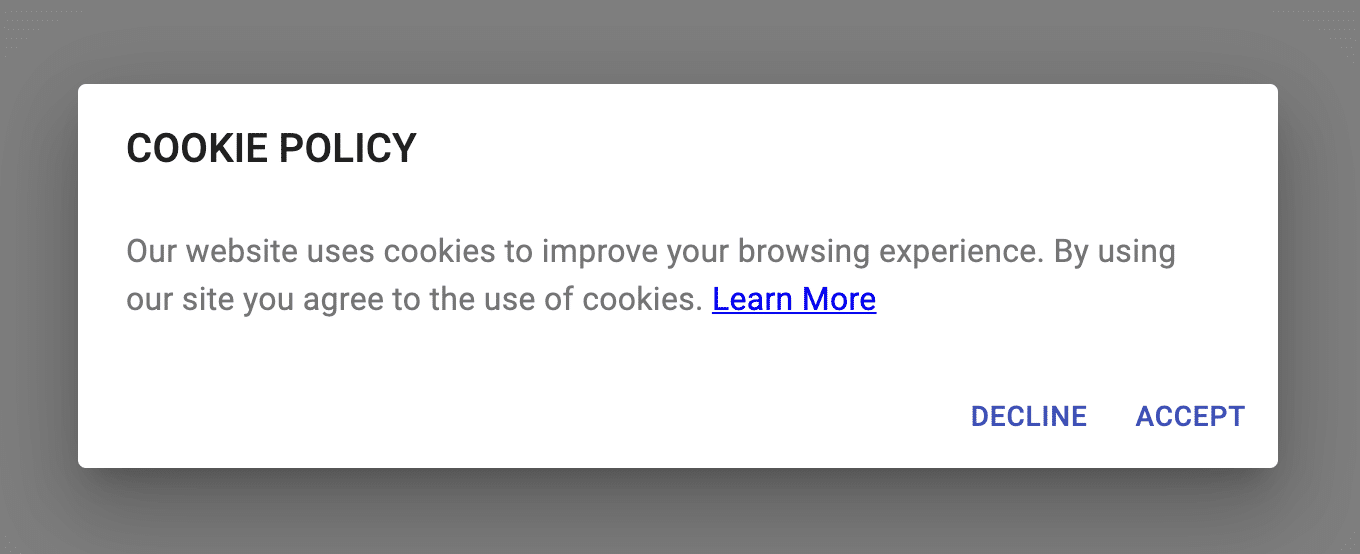 COOKIE POLICY
Our website uses cookies to improve your browsing experience. By using
our site you agree to the use of cookies. Learn More
DECLINE ACCEPT